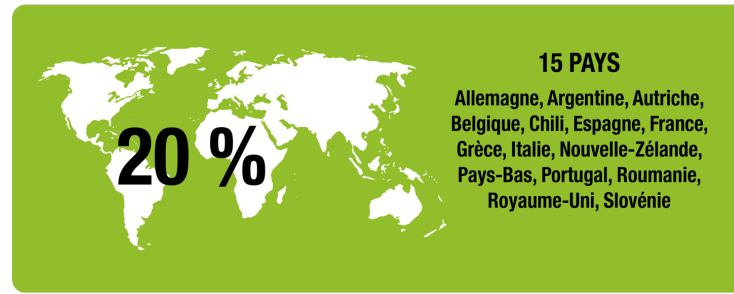 20 %
15 PAYS
Allemagne, Argentine, Autriche,
Belgique, Chili, Espagne, France,
Grèce, Italie, Nouvelle-Zélande,
Pays-Bas, Portugal, Roumanie,
Royaume-Uni, Slovénie